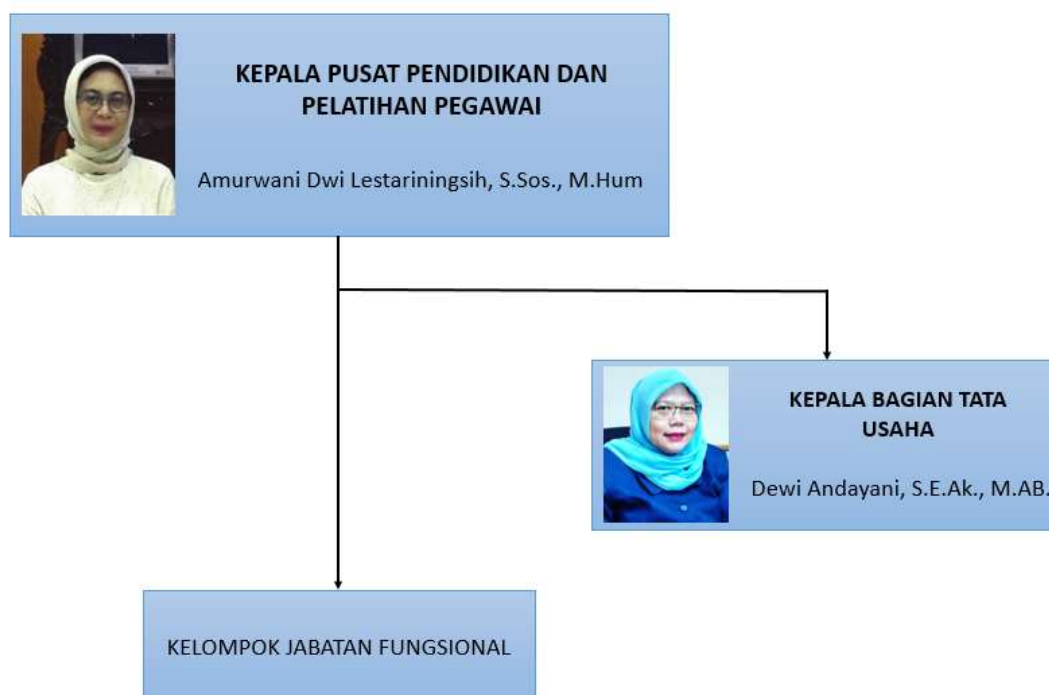 KEPALA PUSAT PENDIDIKAN DAN
PELATIHAN PEGAWAI
Amurwani Dwi Lestariningsih, S.Sos., M.Hum
KEPALA BAGIAN TATA
USAHA
Dewi Andayani, S.E.Ak., M.AB.
KELOMPOK JABATAN FUNGSIONAL